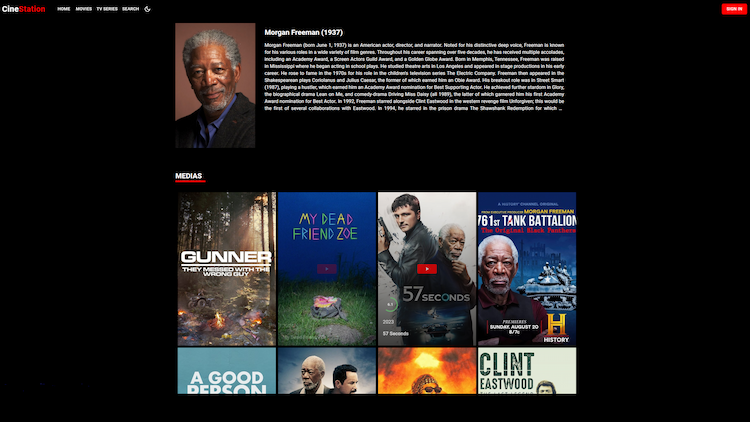 CineStation HOME MOVIES TV SERIES SEARCH SIGN IN
Morgan Freeman (1937)
Morgan Freeman (born June 1, 1937) is an American actor, director, and narrator. Noted for his distinctive deep voice, Freeman is known
for his various roles in a wide variety of film genres. Throughout his career spanning over five-decades, he has received multiple accolades,
including an Academy Award, a Screen Actors Guild Award, and a Golden Globe Award. Born in Memphis, Tennessee, Freeman was raised
in Mississippi where he began acting in school plays. He studied theatre arts in Los Angeles and appeared in stage productions in his early
career. He rose to fame in the 1970s for his role in the children's television series The Electric Company. Freeman then appeared in the
Shakespearean plays Coriolanus and Julius Caesar, the former of which earned him an Obie Award. His breakout role was in Street Smart
(1987), playing a hustler, which earned him an Academy Award nomination for Best Supporting Actor. He achieved further stardom in Glory,
the biographical drama Lean on Me, and comedy-drama Driving Miss Daisy (all 1989), the latter of which garnered him his first Academy
Award nomination for Best Actor. In 1992, Freeman starred alongside Clint Eastwood in the western revenge film Unforgiven; this would be
the first of several collaborations with Eastwood. In 1994, he starred in the prison drama The Shawshank Redemption for which ...
MEDIAS
GUNNER
THEY MESSED WITH THE
WRONG GUY
MY DEAD
FRIEND ZOE
57 SECONDS
2023
57 Seconds
A HISTORY CHANNEL ORIGINAL
FROM EXECUTIVE PRODUCER MORGAN FREEMAN
761st TANK BATTALION
The Original Black Panthers
PREMIERES
SUNDAY, AUGUST 20
8/7c
H
HISTORY
A GOOD
PERSON
CLINT
EASTWOOD